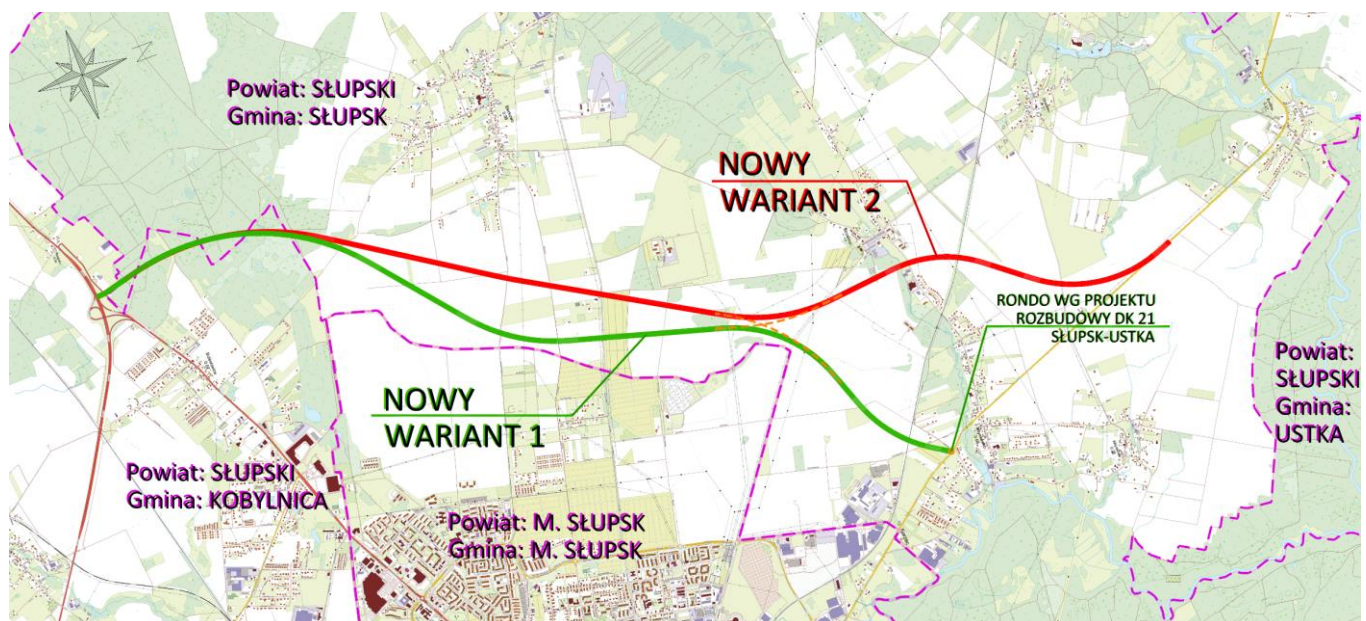 N
Powiat: SŁUPSKI
Gmina: SŁUPSK
NOWY
WARIANT 2
RONDO WG PROJEKTU
ROZBUDOWY DK 21
SŁUPSK-USTKA
Powiat:
SŁUPSKI
Gmina:
USTKA
NOWY
WARIANT 1
Powiat: SŁUPSKI
Gmina: KOBYLNICA
Powiat: M. SŁUPSK
Gmina: M. SŁUPSK